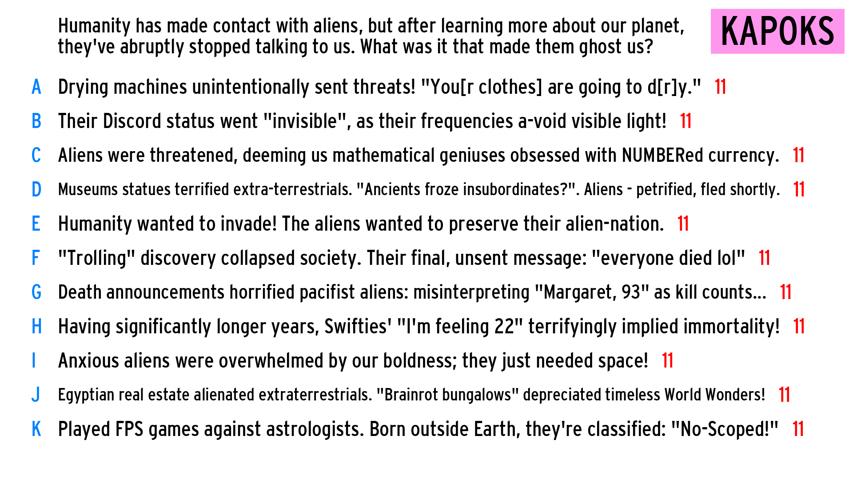 Humanity has made contact with aliens, but after learning more about our planet,
they've abruptly stopped talking to us. What was it that made them ghost us?
KAPOKS
A Drying machines unintentionally sent threats! "You[r clothes] are going to d[r]y." 11
B Their Discord status went "invisible", as their frequencies a-void visible light! 11
C Aliens were threatened, deeming us mathematical geniuses obsessed with NUMBERed currency. 11
D Museums statues terrified extra-terrestrials. "Ancients froze insubordinates?". Aliens - petrified, fled shortly. 11
E Humanity wanted to invade! The aliens wanted to preserve their alien-nation. 11
F "Trolling" discovery collapsed society. Their final, unsent message: "everyone died lol" 11
G Death announcements horrified pacifist aliens: misinterpreting "Margaret, 93" as kill counts... 11
H Having significantly longer years, Swifties' "I'm feeling 22" terrifyingly implied immortality! 11
I Anxious aliens were overwhelmed by our boldness; they just needed space! 11
J Egyptian real estate alienated extraterrestrials. "Brainrot bungalows" depreciated timeless World Wonders! 11
K Played FPS games against astrologists. Born outside Earth, they're classified: "No-Scoped!" 11